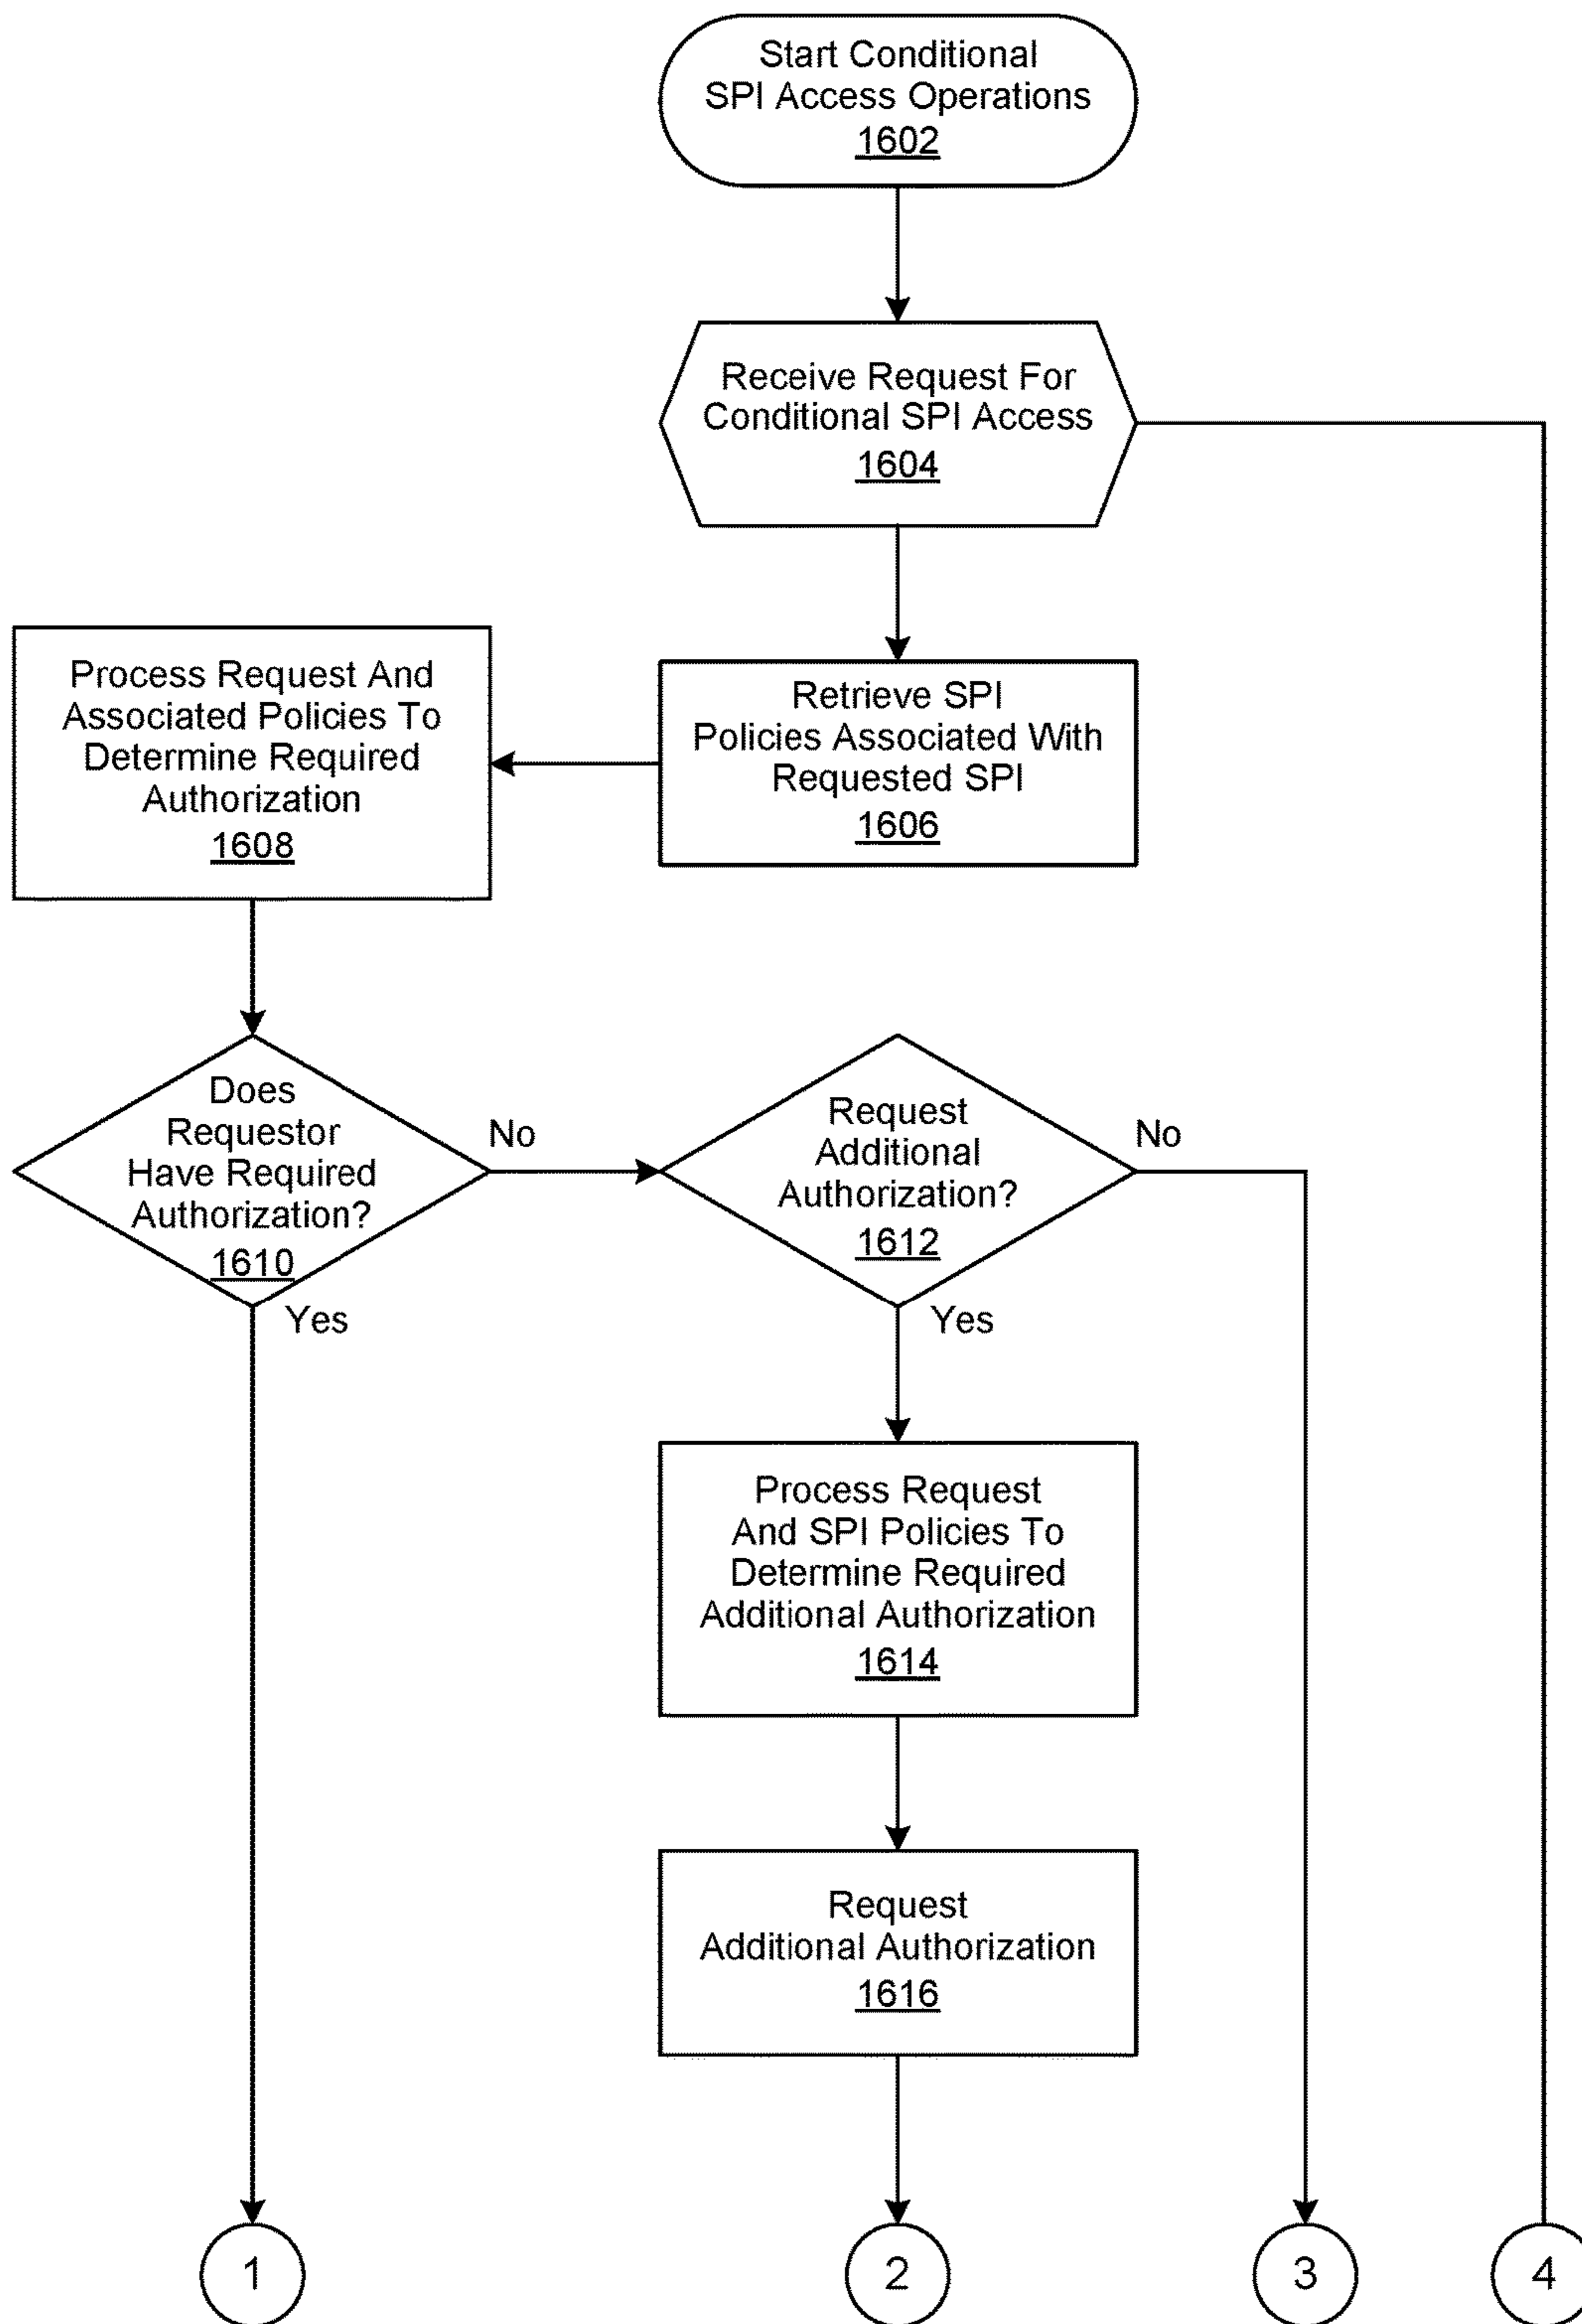 Start Conditional
SPI Access Operations
1602
Receive Request For
Conditional SPI Access
1604
Retrieve SPI
Policies Associated With
Requested SPI
1606
Process Request And
Associated Policies To
Determine Required
Authorization
1608
Does
Requestor
Have Required
Authorization?
1610
No
Yes
Request
Additional
Authorization?
1612
No
Yes
Process Request
And SPI Policies To
Determine Required
Additional Authorization
1614
Request
Additional Authorization
1616
1
2
3
4